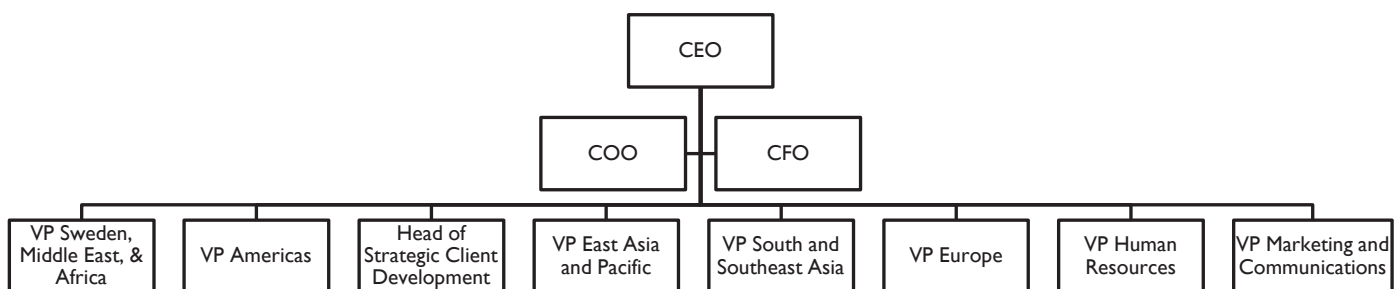 CEO
COO
CFO
VP Sweden,
Middle East, &
Africa
VP Americas
Head of
Strategic Client
Development
VP East Asia
and Pacific
VP South and
Southeast Asia
VP Europe
VP Human
Resources
VP Marketing and
Communications